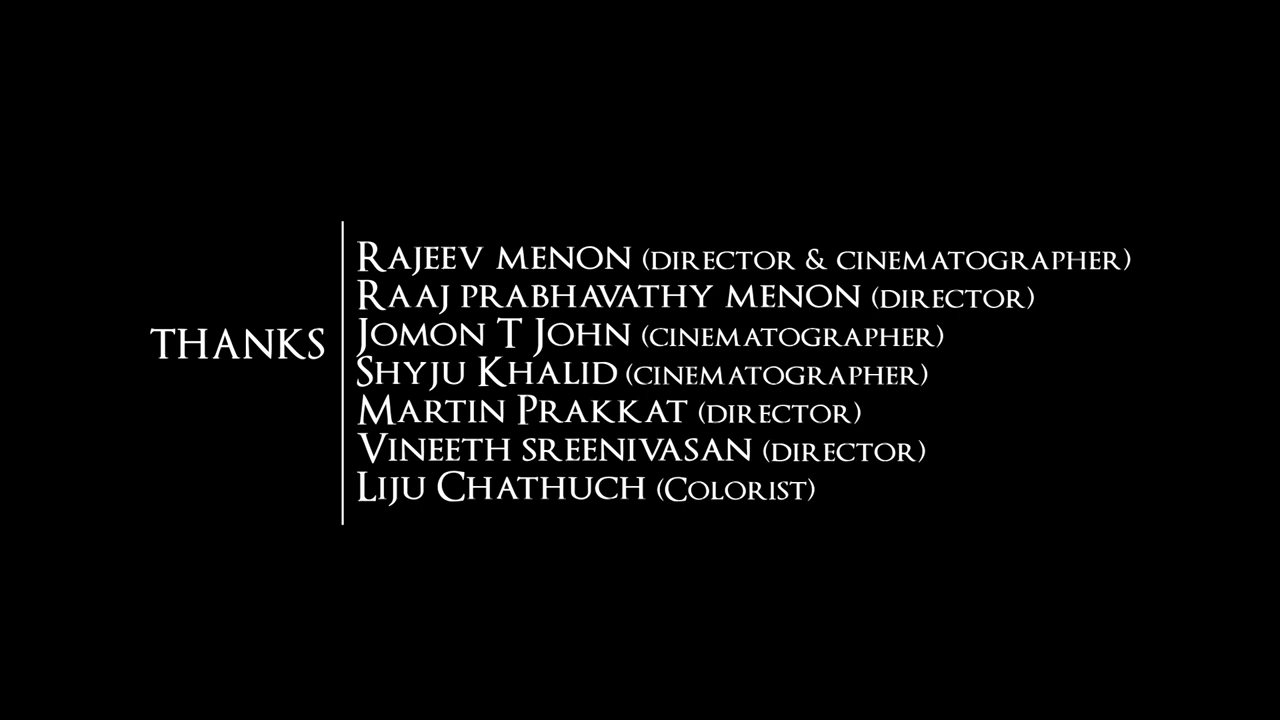 THANKS
RAJEEV MENON (DIRECTOR & CINEMATOGRAPHER)
RAAJ PRABHAVATHY MENON (DIRECTOR)
JOMON T JOHN (CINEMATOGRAPHER)
SHYJU KHALID (CINEMATOGRAPHER)
MARTIN PRAKKAT (DIRECTOR)
VINEETH SREENIVASAN (DIRECTOR)
LIJU CHATHUCH (COLORIST)